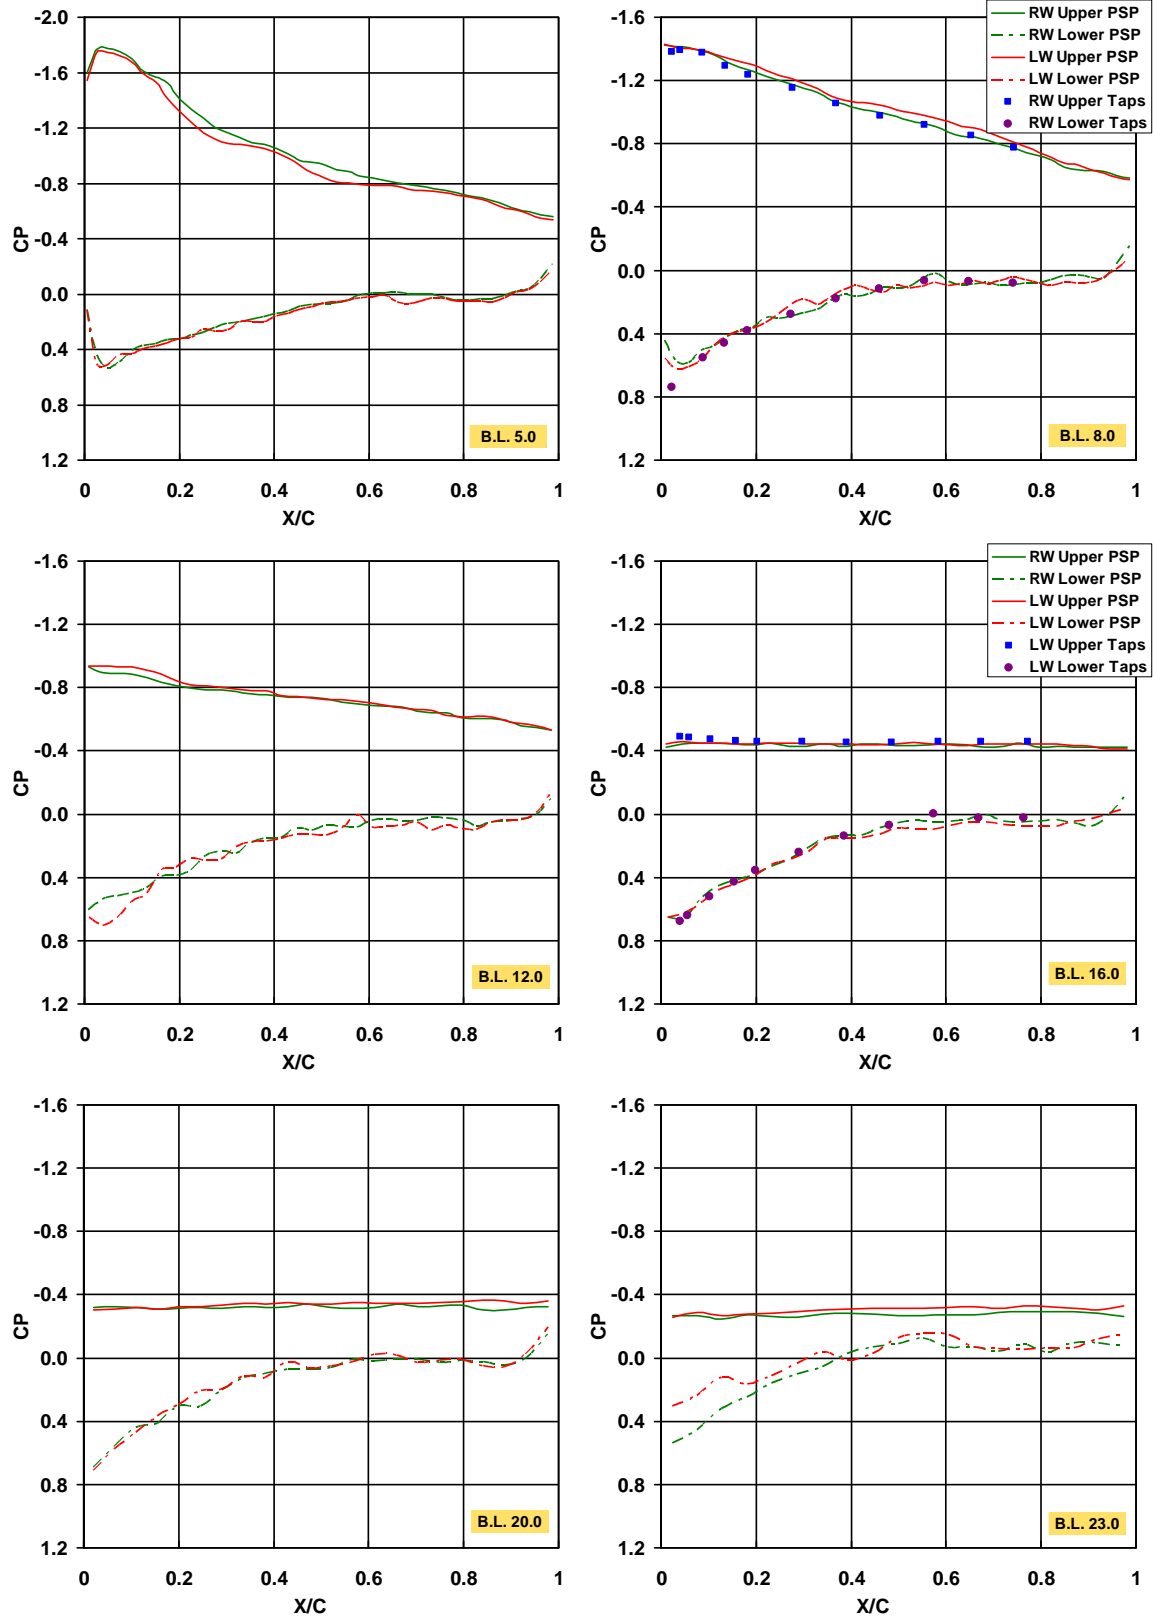 -2.0
-1.6
-1.2
-0.8
-0.4
0.0
0.4
0.8
1.2
CP
0 0.2 0.4 0.6 0.8 1
X/C
B.L. 5.0
-1.6
-1.2
-0.8
-0.4
0.0
0.4
0.8
1.2
CP
0 0.2 0.4 0.6 0.8 1
X/C
B.L. 8.0
RW Upper PSP
RW Lower PSP
LW Upper PSP
LW Lower PSP
RW Upper Taps
RW Lower Taps
-1.6
-1.2
-0.8
-0.4
0.0
0.4
0.8
1.2
CP
0 0.2 0.4 0.6 0.8 1
X/C
B.L. 12.0
-1.6
-1.2
-0.8
-0.4
0.0
0.4
0.8
1.2
CP
0 0.2 0.4 0.6 0.8 1
X/C
B.L. 16.0
RW Upper PSP
RW Lower PSP
LW Upper PSP
LW Lower PSP
LW Upper Taps
LW Lower Taps
-1.6
-1.2
-0.8
-0.4
0.0
0.4
0.8
1.2
CP
0 0.2 0.4 0.6 0.8 1
X/C
B.L. 20.0
-1.6
-1.2
-0.8
-0.4
0.0
0.4
0.8
1.2
CP
0 0.2 0.4 0.6 0.8 1
X/C
B.L. 23.0